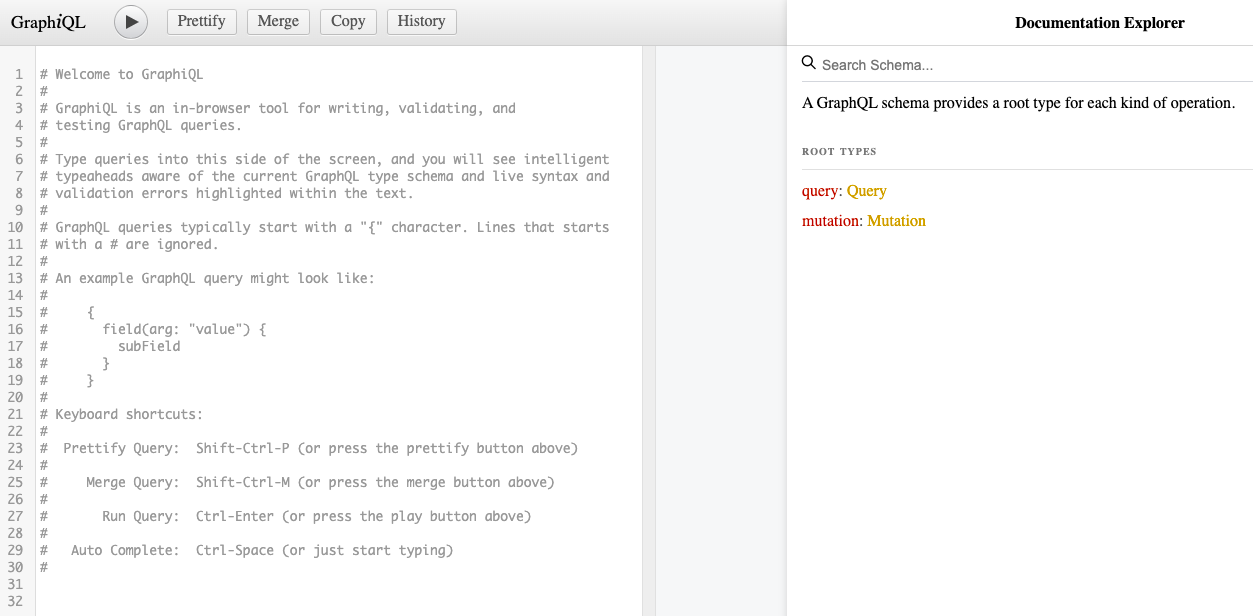 GraphiQL Prettify Merge Copy History
1 # Welcome to GraphiQL
2 #
3 # GraphiQL is an in-browser tool for writing, validating, and
4 # testing GraphQL queries.
5 #
6 # Type queries into this side of the screen, and you will see intelligent
7 # typeaheads aware of the current GraphQL type schema and live syntax and
8 # validation errors highlighted within the text.
9 #
10 # GraphQL queries typically start with a "{" character. Lines that starts
11 # with a # are ignored.
12 #
13 # An example GraphQL query might look like:
14 #
15 #     {
16 #       field(arg: "value") {
17 #         subField
18 #       }
19 #     }
20 #
21 # Keyboard shortcuts:
22 #
23 #  Prettify Query:  Shift-Ctrl-P (or press the prettify button above)
24 #
25 #     Merge Query:  Shift-Ctrl-M (or press the merge button above)
26 #
27 #       Run Query:  Ctrl-Enter (or press the play button above)
28 #
29 #   Auto Complete:  Ctrl-Space (or just start typing)
30 #
31
32
Documentation Explorer
Search Schema...
A GraphQL schema provides a root type for each kind of operation.
ROOT TYPES
query: Query
mutation: Mutation